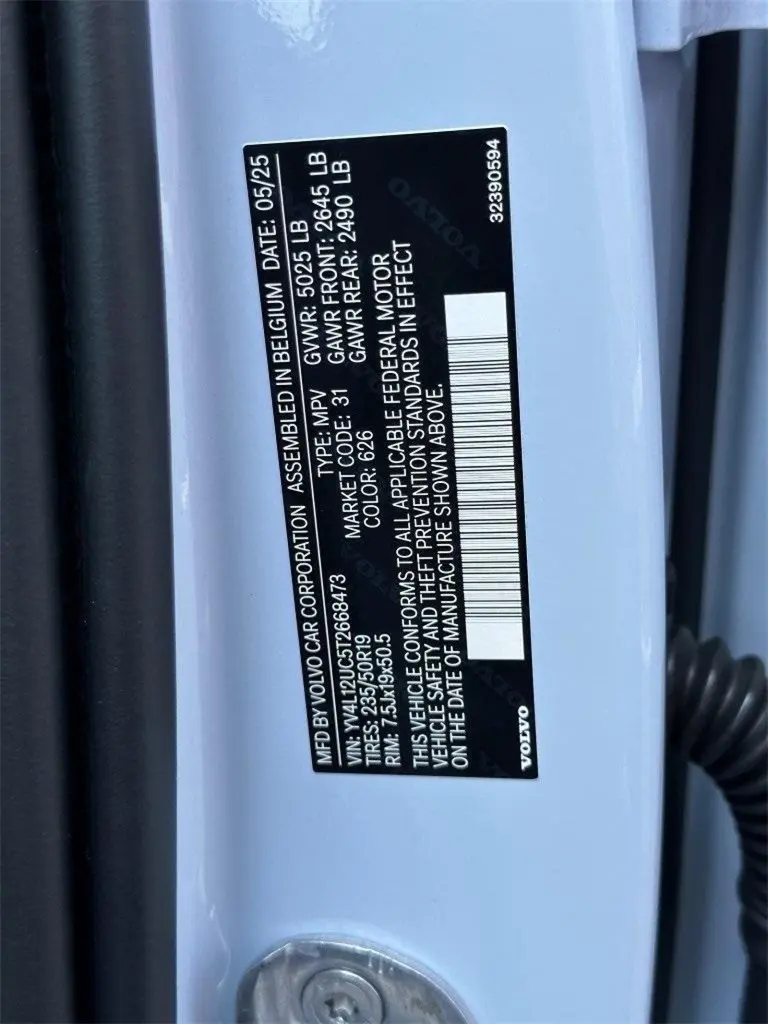 MFD BY VOLVO CAR CORPORATION ASSEMBLED IN BELGIUM DATE: 05/25
VIN: YV4L12UC5T2668473 TYPE: MPV GVWR: 5025 LB
TIRES: 235/50R19 MARKET CODE: 31 GAWR FRONT: 2645 LB
RIM: 7.5Jx19x50.5 COLOR: 626 GAWR REAR: 2490 LB
THIS VEHICLE CONFORMS TO ALL APPLICABLE FEDERAL MOTOR
VEHICLE SAFETY AND THEFT PREVENTION STANDARDS IN EFFECT
ON THE DATE OF MANUFACTURE SHOWN ABOVE.
VOLVO 32390594